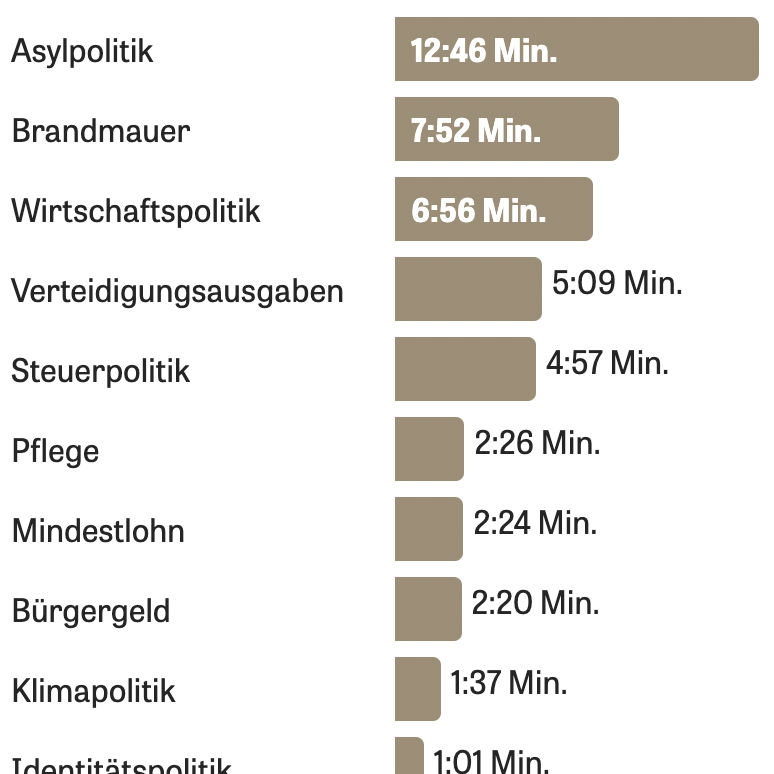 Asylpolitik 12:46 Min.
Brandmauer 7:52 Min.
Wirtschaftspolitik 6:56 Min.
Verteidigungsausgaben 5:09 Min.
Steuerpolitik 4:57 Min.
Pflege 2:26 Min.
Mindestlohn 2:24 Min.
Bürgergeld 2:20 Min.
Klimapolitik 1:37 Min.
Identitätspolitik 1:01 Min.